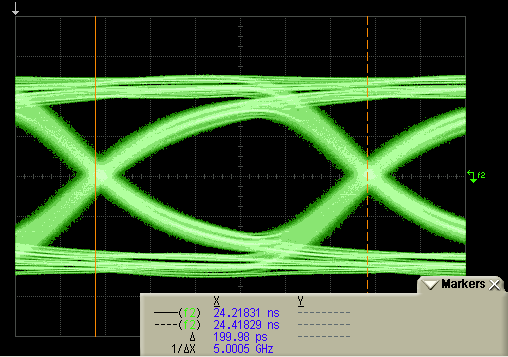 f2
Markers
X Y
(f2) 24.21831 ns
(f2) 24.41829 ns
Δ 199.98 ps
1/ΔX 5.0005 GHz